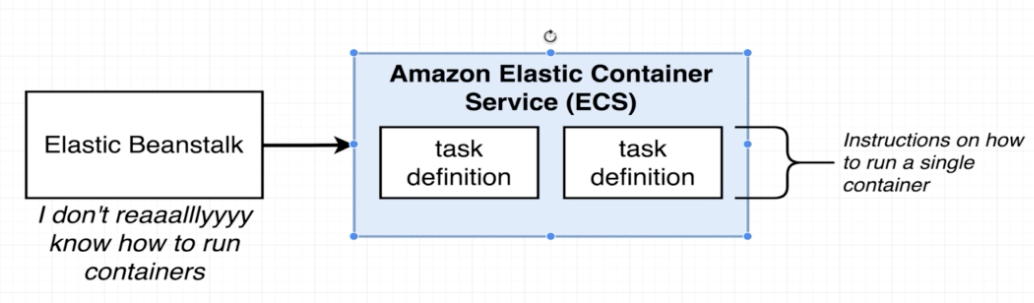 Amazon Elastic Container
Service (ECS)
Elastic Beanstalk
task
definition
task
definition
Instructions on how
to run a single
container
I don't reaaalllyyyy
know how to run
containers